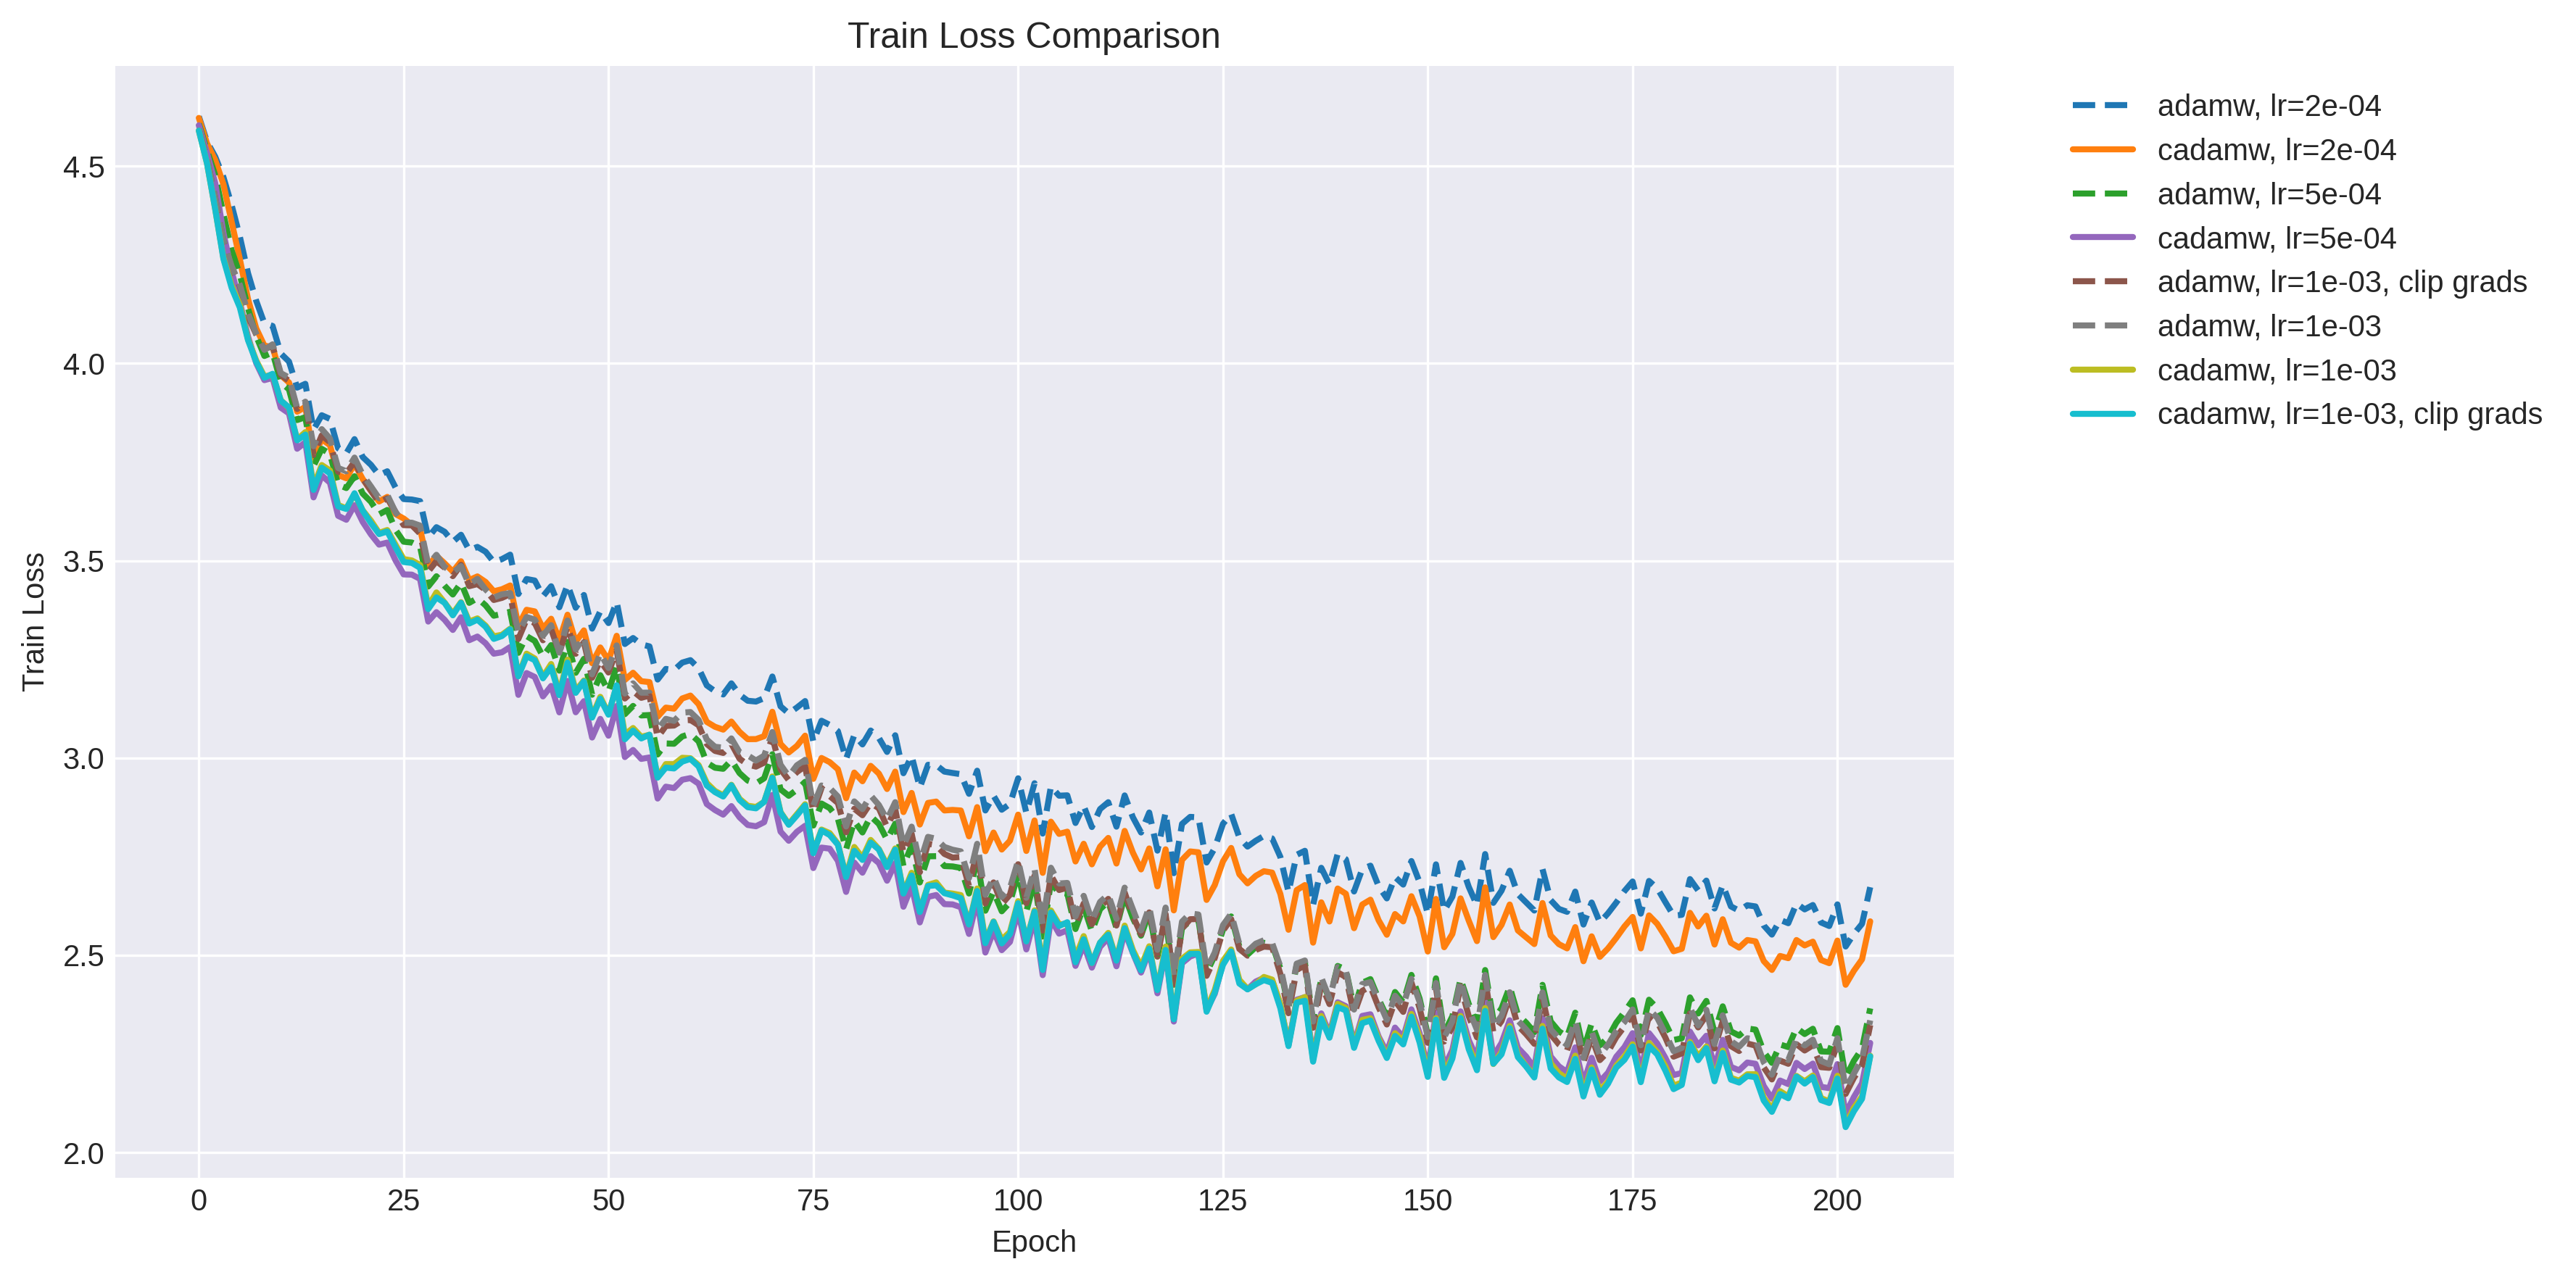 Train Loss Comparison
Train Loss
4.5
4.0
3.5
3.0
2.5
2.0
0 25 50 75 100 125 150 175 200
Epoch
adamw, lr=2e-04
cadamw, lr=2e-04
adamw, lr=5e-04
cadamw, lr=5e-04
adamw, lr=1e-03, clip grads
adamw, lr=1e-03
cadamw, lr=1e-03
cadamw, lr=1e-03, clip grads